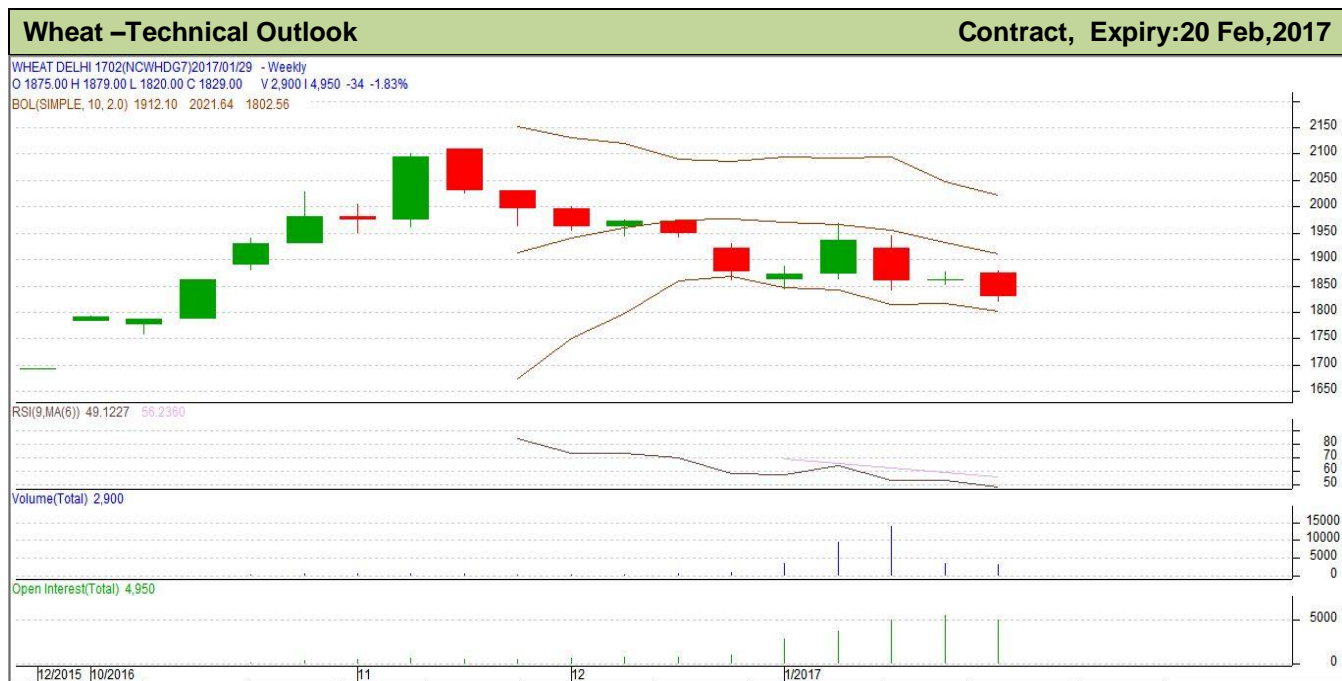 Wheat –Technical Outlook Contract, Expiry:20 Feb,2017
WHEAT DELHI 1702(NCWHDG7)2017/01/29 - Weekly
O 1875.00 H 1879.00 L 1820.00 C 1829.00 V 2,900 I 4,950 -34 -1.83%
BOL(SIMPLE, 10, 2.0) 1912.10 2021.64 1802.56
2150
2100
2050
2000
1950
1900
1850
1800
1750
1700
1650
RSI(9,MA(6)) 49.1227 56.2360
80
70
60
50
Volume(Total) 2,900
15000
10000
5000
0
Open Interest(Total) 4,950
5000
0
12/2015 10/2016 11 12 1/2017